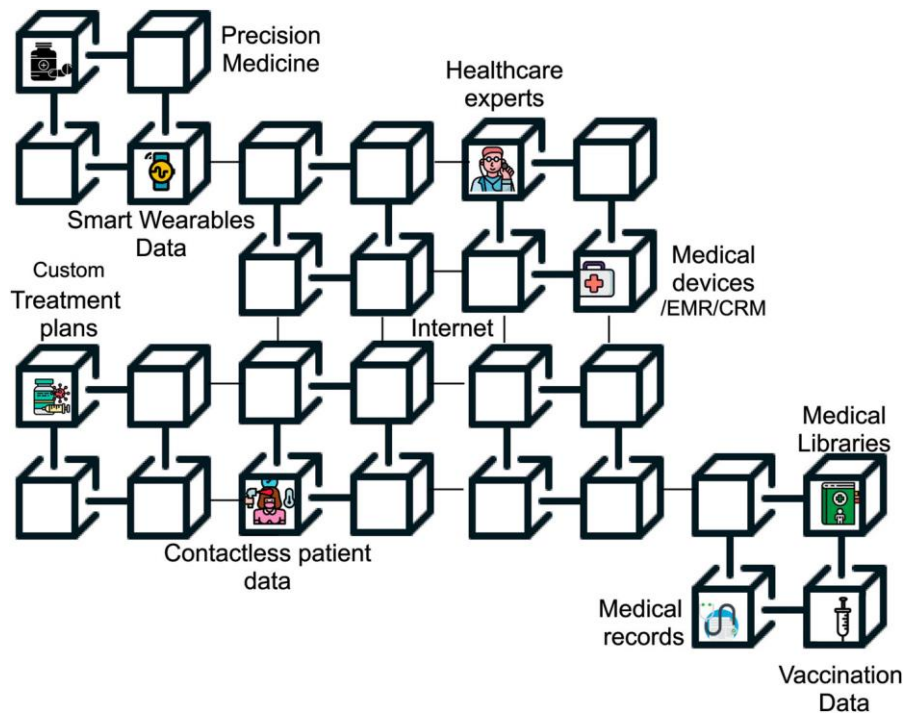 Precision
Medicine
Healthcare
experts
Smart Wearables
Data
Medical
devices
/EMR/CRM
Custom
Treatment
plans
Internet
Medical
Libraries
Contactless patient
data
Medical
records
Vaccination
Data